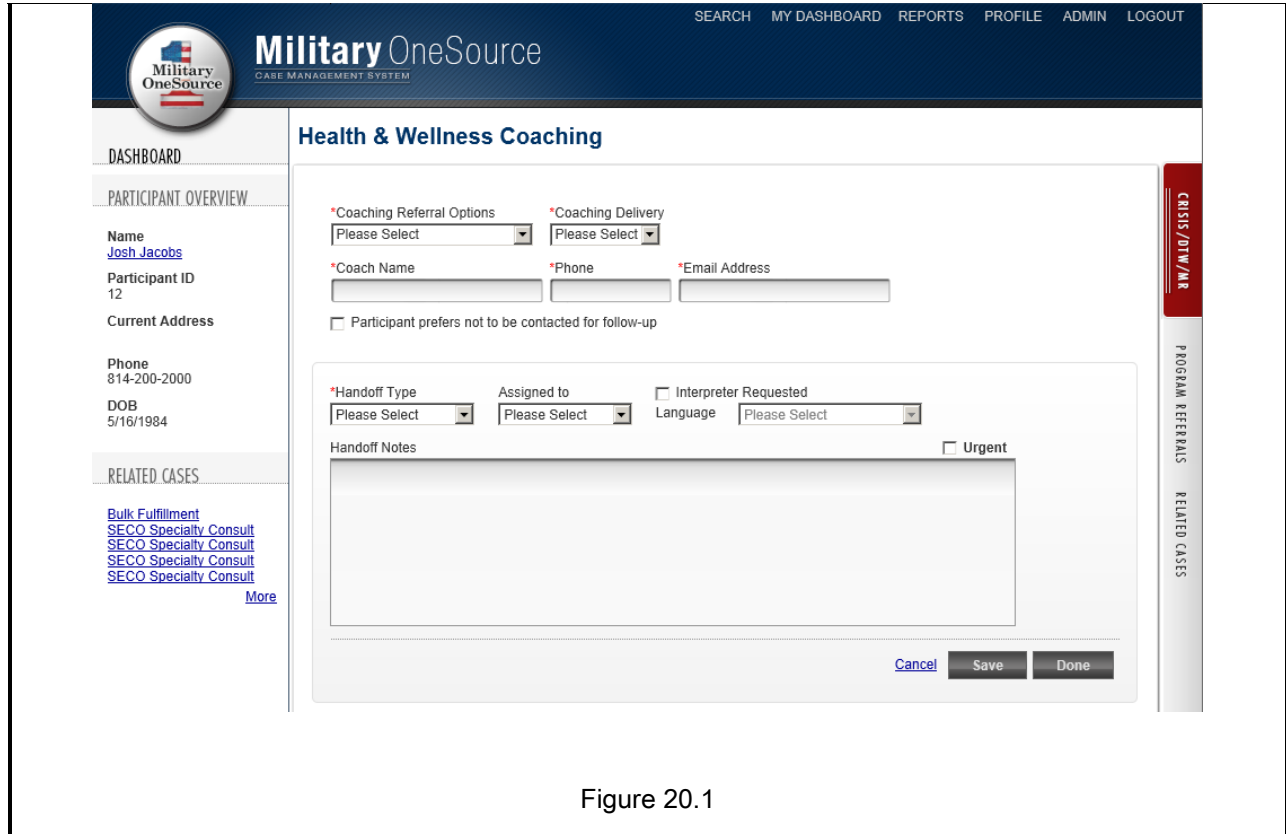 SEARCH MY DASHBOARD REPORTS PROFILE ADMIN LOGOUT
Military
OneSource
Military OneSource
CASE MANAGEMENT SYSTEM
DASHBOARD
PARTICIPANT OVERVIEW
Name
Josh Jacobs
Participant ID
12
Current Address
Phone
814-200-2000
DOB
5/16/1984
RELATED CASES
Bulk Fulfillment
SECO Specialty Consult
SECO Specialty Consult
SECO Specialty Consult
SECO Specialty Consult
More
Health & Wellness Coaching
*Coaching Referral Options *Coaching Delivery
Please Select Please Select
*Coach Name *Phone *Email Address
Participant prefers not to be contacted for follow-up
*Handoff Type Assigned to Interpreter Requested
Please Select Please Select Language Please Select
Handoff Notes Urgent
Cancel Save Done
CRISIS/DTW/MR
PROGRAM REFERRALS
RELATED CASES
Figure 20.1